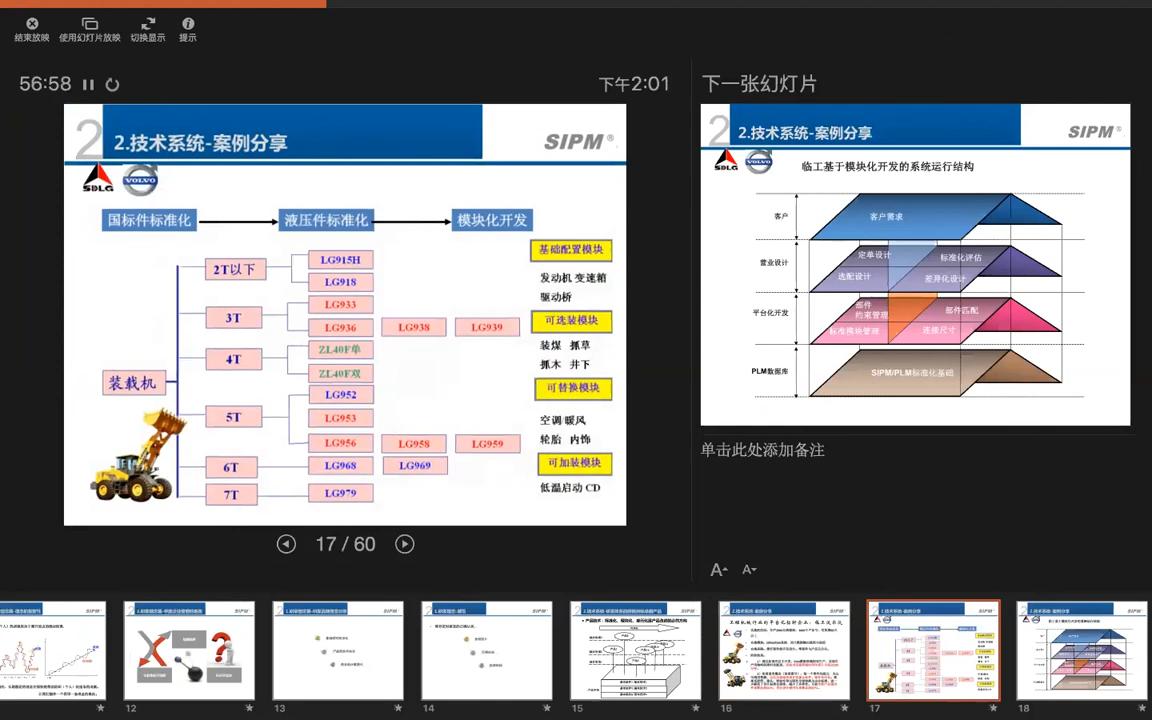 结束放映
使用幻灯片放映
切换显示
提示
56:58
下午2:01
下一张幻灯片
2
2.技术系统-案例分享
SIPM®
SDLG
VOLVO
国标件标准化
液压件标准化
模块化开发
装载机
2T以下
LG915H
LG918
3T
LG933
LG936
LG938
LG939
4T
ZL40F单
ZL40F双
5T
LG952
LG953
LG956
LG958
LG959
6T
LG968
LG969
7T
LG979
基础配置模块
发动机 变速箱
驱动桥
可选装模块
装煤 抓草
抓木 井下
可替换模块
空调/暖风
轮胎 内饰
可加装模块
低温启动 CD
17 / 60
2
2.技术系统-案例分享
SIPM®
SDLG
VOLVO
临工基于模块化开发的系统运行结构
客户
客户需求
营业设计
定单设计
标准化评估
选配设计
差异化设计
平台化开发
部件
约束管理
部件匹配
标准模块管理
连接尺寸
PLM数据库
SIPM/PLM标准化基础
单击此处添加备注
A
A
12
13
14
15
16
17
18